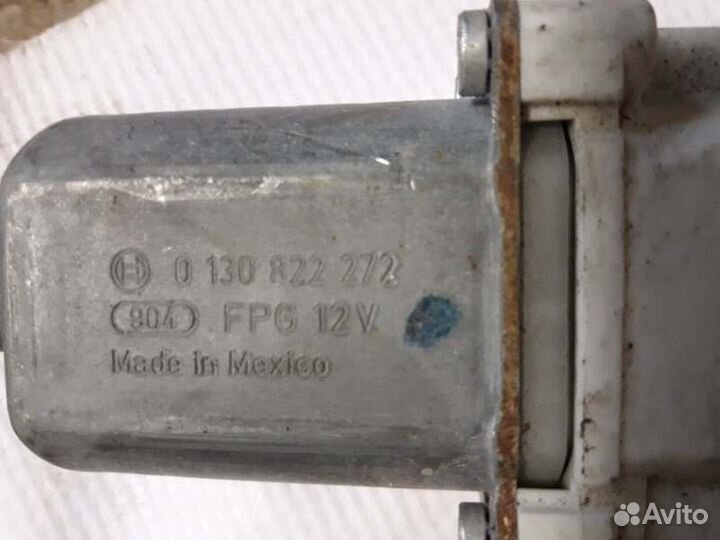 0 130 822 272
904 FPG 12V
Made in Mexico
Avito